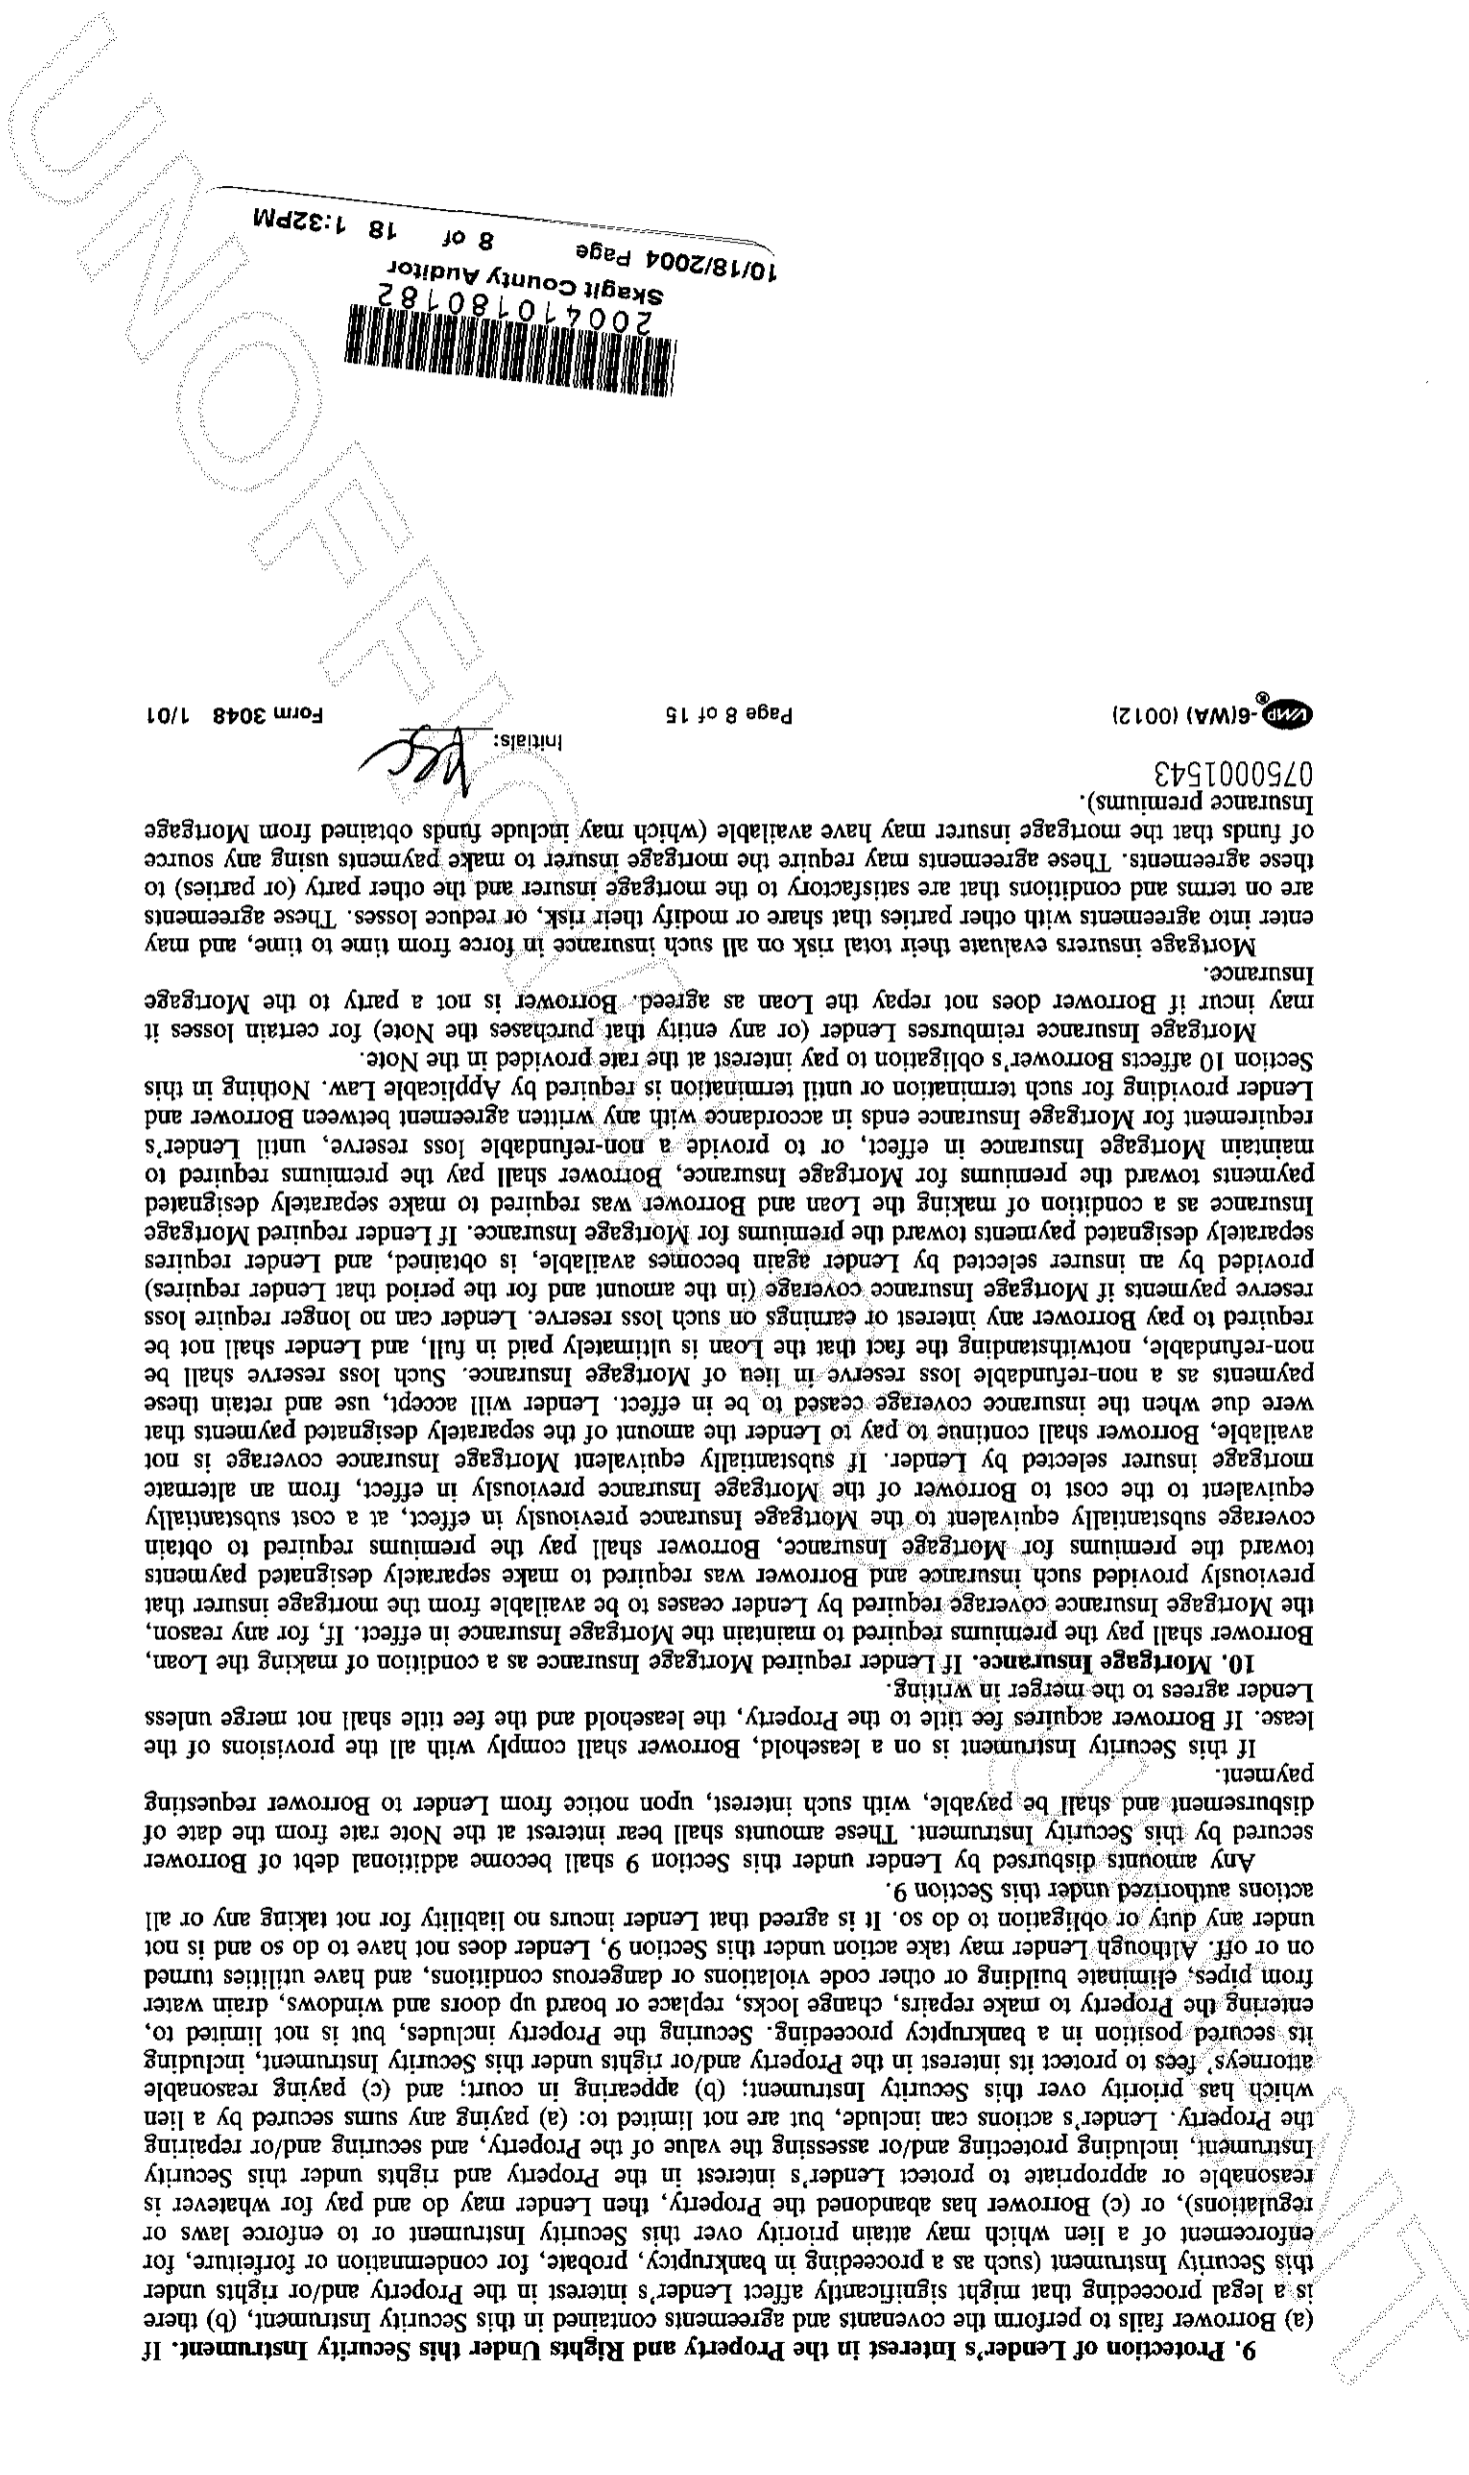 9. Protection of Lender's Interest in the Property and Rights Under this Security Instrument. If
(a) Borrower fails to perform the covenants and agreements contained in this Security Instrument, (b) there
is a legal proceeding that might significantly affect Lender's interest in the Property and/or rights under
this Security Instrument (such as a proceeding in bankruptcy, probate, for condemnation or forfeiture, for
enforcement of a lien which may attain priority over this Security Instrument or to enforce laws or
regulations), or (c) Borrower has abandoned the Property, then Lender may do and pay for whatever is
reasonable or appropriate to protect Lender's interest in the Property and rights under this Security
Instrument, including protecting and/or assessing the value of the Property, and securing and/or repairing
the Property. Lender's actions can include, but are not limited to: (a) paying any sums secured by a lien
which has priority over this Security Instrument; (b) appearing in court; and (c) paying reasonable
attorneys' fees to protect its interest in the Property and/or rights under this Security Instrument, including
its secured position in a bankruptcy proceeding. Securing the Property includes, but is not limited to,
entering the Property to make repairs, change locks, replace or board up doors and windows, drain water
from pipes, eliminate building or other code violations or dangerous conditions, and have utilities turned
on or off. Although Lender may take action under this Section 9, Lender does not have to do so and is not
under any duty or obligation to do so. It is agreed that Lender incurs no liability for not taking any or all
actions authorized under this Section 9.
Any amounts disbursed by Lender under this Section 9 shall become additional debt of Borrower
secured by this Security Instrument. These amounts shall bear interest at the Note rate from the date of
disbursement and shall be payable, with such interest, upon notice from Lender to Borrower requesting
payment.
If this Security Instrument is on a leasehold, Borrower shall comply with all the provisions of the
lease. If Borrower acquires fee title to the Property, the leasehold and the fee title shall not merge unless
Lender agrees to the merger in writing.
10. Mortgage Insurance. If Lender required Mortgage Insurance as a condition of making the Loan,
Borrower shall pay the premiums required to maintain the Mortgage Insurance in effect. If, for any reason,
the Mortgage Insurance coverage required by Lender ceases to be available from the mortgage insurer that
previously provided such insurance and Borrower was required to make separately designated payments
toward the premiums for Mortgage Insurance, Borrower shall pay the premiums required to obtain
coverage substantially equivalent to the Mortgage Insurance previously in effect, at a cost substantially
equivalent to the cost to Borrower of the Mortgage Insurance previously in effect, from an alternate
mortgage insurer selected by Lender. If substantially equivalent Mortgage Insurance coverage is not
available, Borrower shall continue to pay to Lender the amount of the separately designated payments that
were due when the insurance coverage ceased to be in effect. Lender will accept, use and retain these
payments as a non-refundable loss reserve in lieu of Mortgage Insurance. Such loss reserve shall be
non-refundable, notwithstanding the fact that the Loan is ultimately paid in full, and Lender shall not be
required to pay Borrower any interest or earnings on such loss reserve. Lender can no longer require loss
reserve payments if Mortgage Insurance coverage (in the amount and for the period that Lender requires)
provided by an insurer selected by Lender again becomes available, is obtained, and Lender requires
separately designated payments toward the premiums for Mortgage Insurance. If Lender required Mortgage
Insurance as a condition of making the Loan and Borrower was required to make separately designated
payments toward the premiums for Mortgage Insurance, Borrower shall pay the premiums required to
maintain Mortgage Insurance in effect, or to provide a non-refundable loss reserve, until Lender's
requirement for Mortgage Insurance ends in accordance with any written agreement between Borrower and
Lender providing for such termination or until termination is required by Applicable Law. Nothing in this
Section 10 affects Borrower's obligation to pay interest at the rate provided in the Note.
Mortgage Insurance reimburses Lender (or any entity that purchases the Note) for certain losses it
may incur if Borrower does not repay the Loan as agreed. Borrower is not a party to the Mortgage
Insurance.
Mortgage insurers evaluate their total risk on all such insurance in force from time to time, and may
enter into agreements with other parties that share or modify their risk, or reduce losses. These agreements
are on terms and conditions that are satisfactory to the mortgage insurer and the other party (or parties) to
these agreements. These agreements may require the mortgage insurer to make payments using any source
of funds that the mortgage insurer may have available (which may include funds obtained from Mortgage
Insurance premiums).
0750001543
Initials:
VMP®-6(WA) (0012) Page 8 of 15 Form 3048 1/01
200410180182
Skagit County Auditor
10/18/2004 Page 8 of 18 1:32PM
UNOFFICIAL DOCUMENT